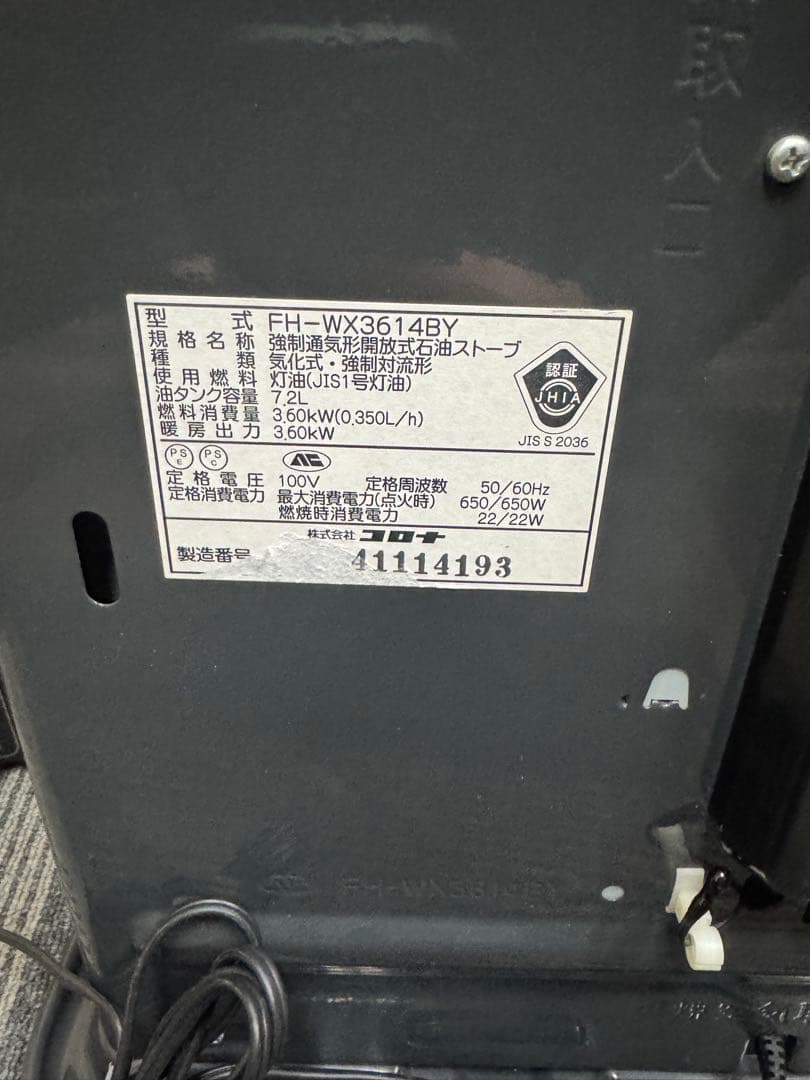 取入口
型式 FH-WX3614BY
規格名称 強制通気形開放式石油ストーブ
種類 気化式・強制対流形
使用燃料 灯油(JIS1号灯油)
油タンク容量 7.2L
燃料消費量 3.60kW(0.350L/h)
暖房出力 3.60kW
認証
JHIA
JIS S 2036
PS E PS C
定格電圧 100V 定格周波数 50/60Hz
定格消費電力 最大消費電力(点火時) 650/650W
燃焼時消費電力 22/22W
株式会社コロナ
製造番号 41114193